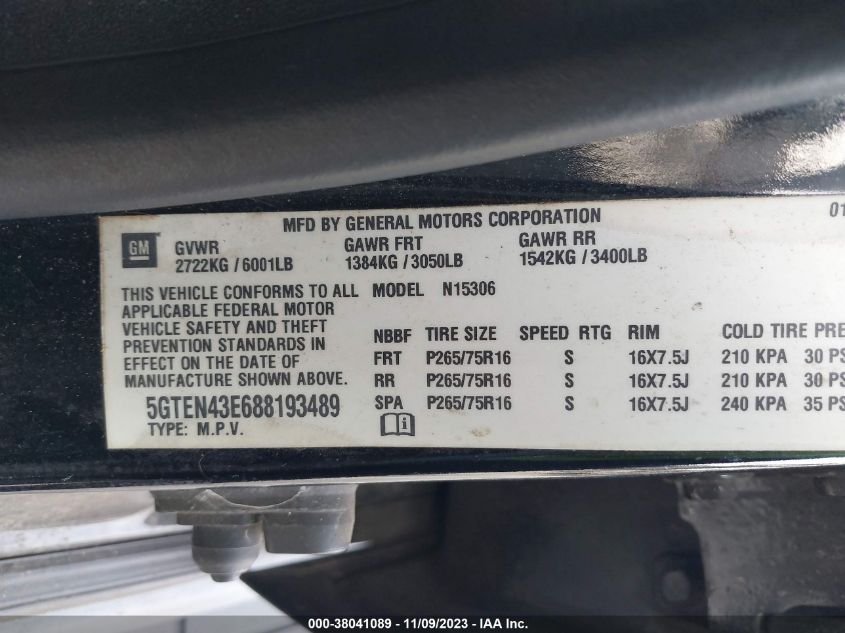 MFD BY GENERAL MOTORS CORPORATION 01
GM
GVWR GAWR FRT GAWR RR
2722KG / 6001LB 1384KG / 3050LB 1542KG / 3400LB
THIS VEHICLE CONFORMS TO ALL MODEL N15306
APPLICABLE FEDERAL MOTOR
VEHICLE SAFETY AND THEFT
PREVENTION STANDARDS IN
EFFECT ON THE DATE OF
MANUFACTURE SHOWN ABOVE.
5GTEN43E688193489
TYPE: M.P.V.
NBBF TIRE SIZE SPEED RTG RIM COLD TIRE PRE
FRT P265/75R16 S 16X7.5J 210 KPA 30 PS
RR P265/75R16 S 16X7.5J 210 KPA 30 PS
SPA P265/75R16 S 16X7.5J 240 KPA 35 PS
000-38041089 - 11/09/2023 - IAA Inc.